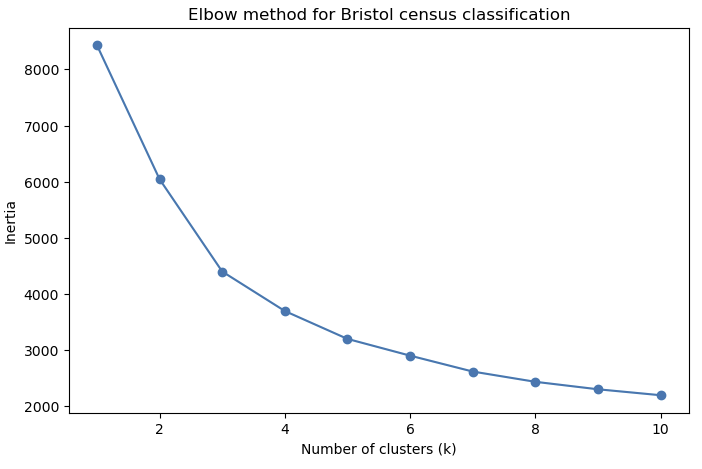 Elbow method for Bristol census classification
8000
7000
6000
5000
4000
3000
2000
Inertia
2 4 6 8 10
Number of clusters (k)